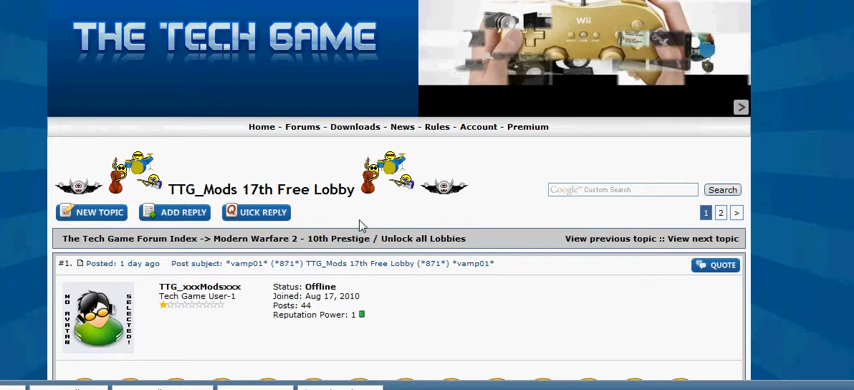 THE TECH GAME
Wii
Home - Forums - Downloads - News - Rules - Account - Premium
TTG_Mods 17th Free Lobby
Google™ Custom Search
Search
NEW TOPIC
ADD REPLY
QUICK REPLY
1 2 >
The Tech Game Forum Index -> Modern Warfare 2 - 10th Prestige / Unlock all Lobbies
View previous topic :: View next topic
#1. Posted: 1 day ago Post subject: *vamp01* (*871*) TTG_Mods 17th Free Lobby (*871*) *vamp01*
QUOTE
NO AVATAR SELECTED!
TTG_xxxModsxxx
Tech Game User-1
Status: Offline
Joined: Aug 17, 2010
Posts: 44
Reputation Power: 1